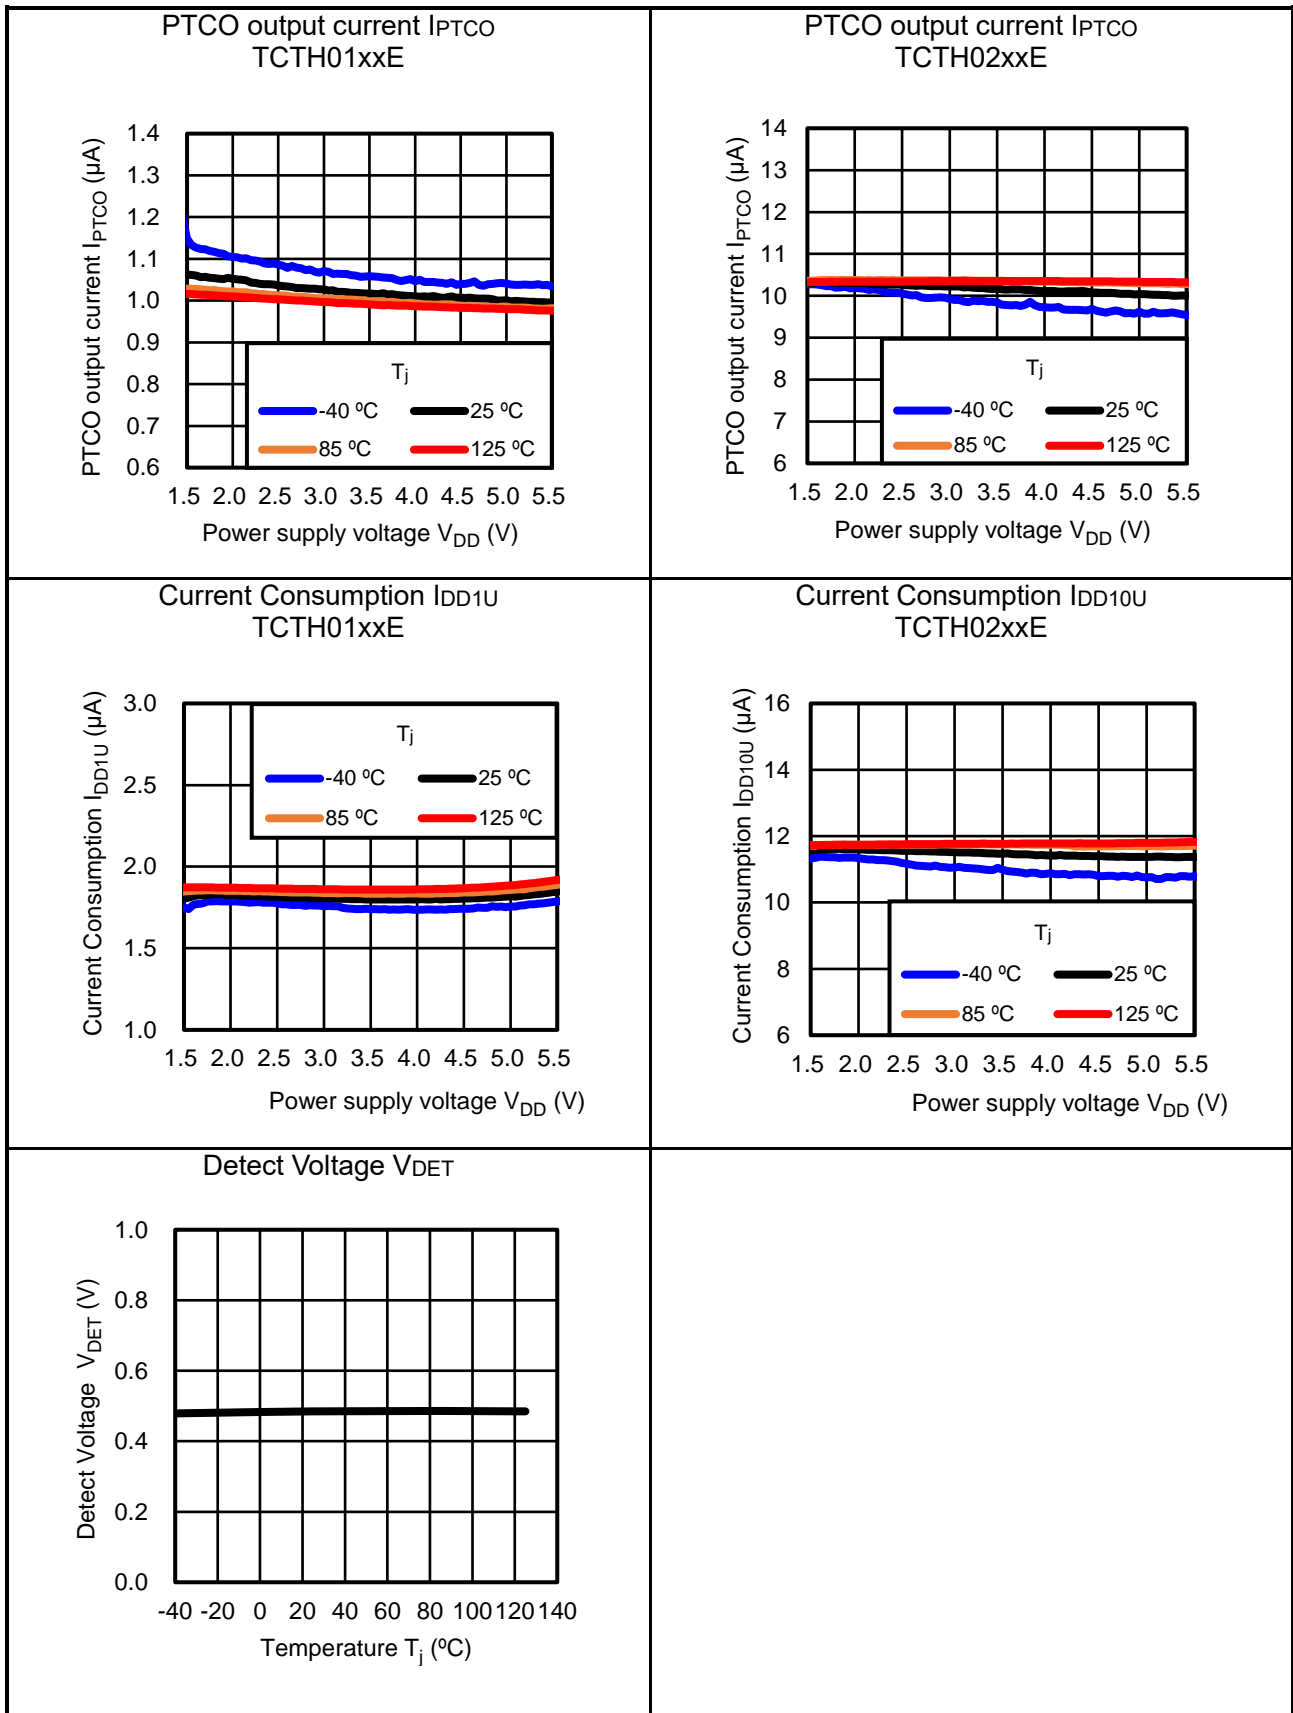 PTCO output current IPTCO
TCTH01xxE
PTCO output current IPTCO (µA)
1.4
1.3
1.2
1.1
1.0
0.9
0.8
0.7
0.6
Tj
-40 ºC
25 ºC
85 ºC
125 ºC
1.5 2.0 2.5 3.0 3.5 4.0 4.5 5.0 5.5
Power supply voltage VDD (V)
PTCO output current IPTCO
TCTH02xxE
PTCO output current IPTCO (µA)
14
13
12
11
10
9
8
7
6
Tj
-40 ºC
25 ºC
85 ºC
125 ºC
1.5 2.0 2.5 3.0 3.5 4.0 4.5 5.0 5.5
Power supply voltage VDD (V)
Current Consumption IDD1U
TCTH01xxE
Current Consumption IDD1U (µA)
3.0
2.5
2.0
1.5
1.0
Tj
-40 ºC
25 ºC
85 ºC
125 ºC
1.5 2.0 2.5 3.0 3.5 4.0 4.5 5.0 5.5
Power supply voltage VDD (V)
Current Consumption IDD10U
TCTH02xxE
Current Consumption IDD10U (µA)
16
14
12
10
8
6
Tj
-40 ºC
25 ºC
85 ºC
125 ºC
1.5 2.0 2.5 3.0 3.5 4.0 4.5 5.0 5.5
Power supply voltage VDD (V)
Detect Voltage VDET
Detect Voltage VDET (V)
1.0
0.8
0.6
0.4
0.2
0.0
-40 -20 0 20 40 60 80 100 120 140
Temperature Tj (ºC)